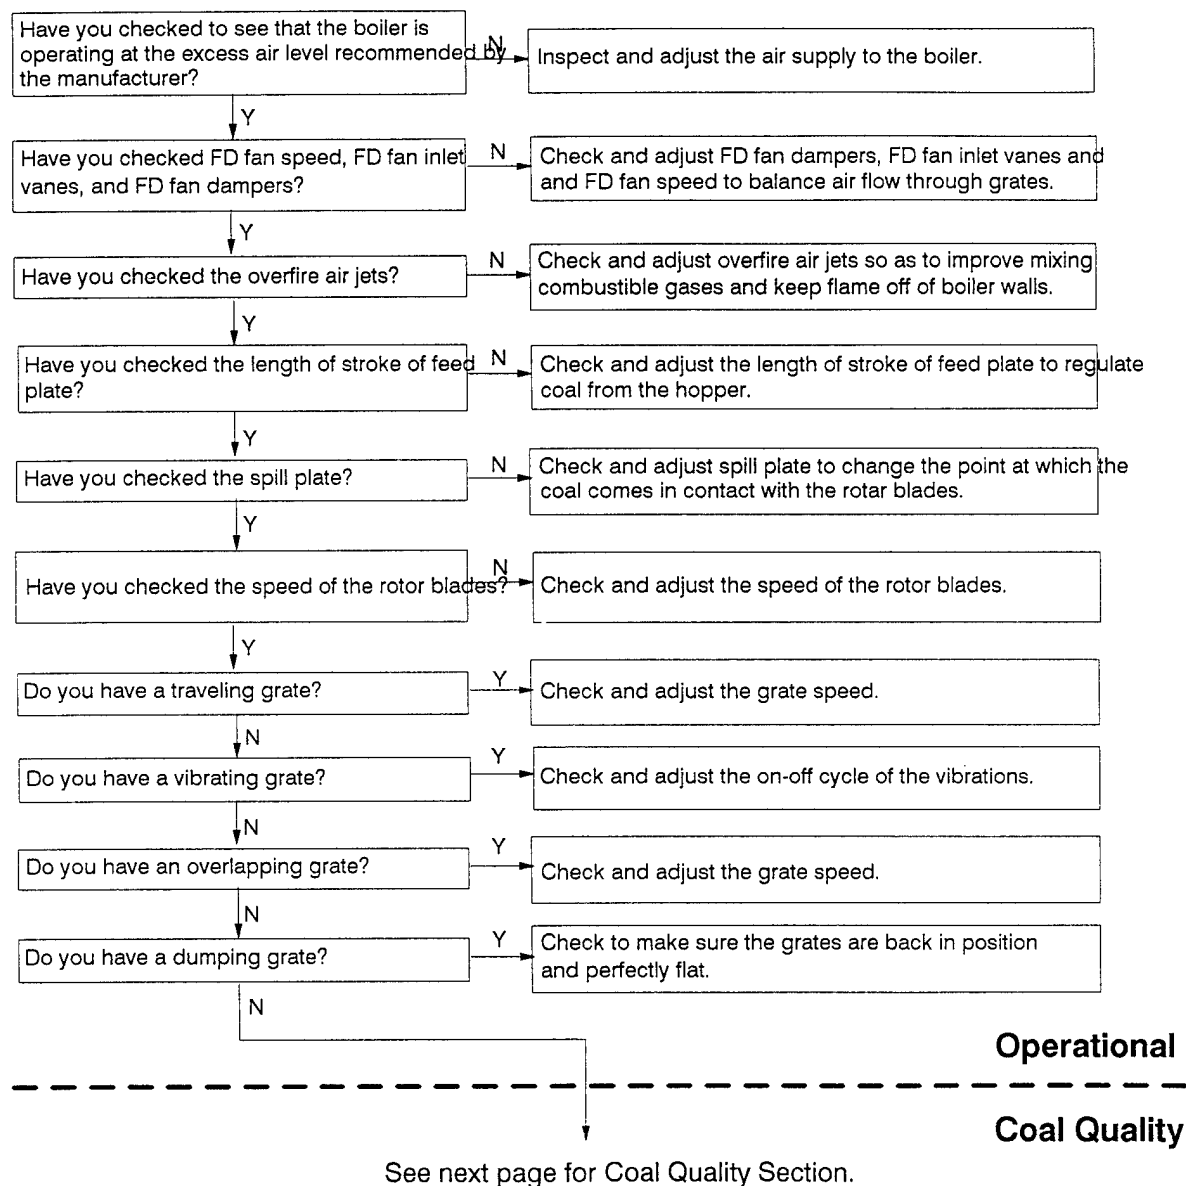 Have you checked to see that the boiler is
operating at the excess air level recommended by
the manufacturer?
N
Inspect and adjust the air supply to the boiler.
Y
Have you checked FD fan speed, FD fan inlet
vanes, and FD fan dampers?
N
Check and adjust FD fan dampers, FD fan inlet vanes and
and FD fan speed to balance air flow through grates.
Y
Have you checked the overfire air jets?
N
Check and adjust overfire air jets so as to improve mixing
combustible gases and keep flame off of boiler walls.
Y
Have you checked the length of stroke of feed
plate?
N
Check and adjust the length of stroke of feed plate to regulate
coal from the hopper.
Y
Have you checked the spill plate?
N
Check and adjust spill plate to change the point at which the
coal comes in contact with the rotar blades.
Y
Have you checked the speed of the rotor blades?
N
Check and adjust the speed of the rotor blades.
Y
Do you have a traveling grate?
Y
Check and adjust the grate speed.
N
Do you have a vibrating grate?
Y
Check and adjust the on-off cycle of the vibrations.
N
Do you have an overlapping grate?
Y
Check and adjust the grate speed.
N
Do you have a dumping grate?
Y
Check to make sure the grates are back in position
and perfectly flat.
N
Operational
Coal Quality
See next page for Coal Quality Section.